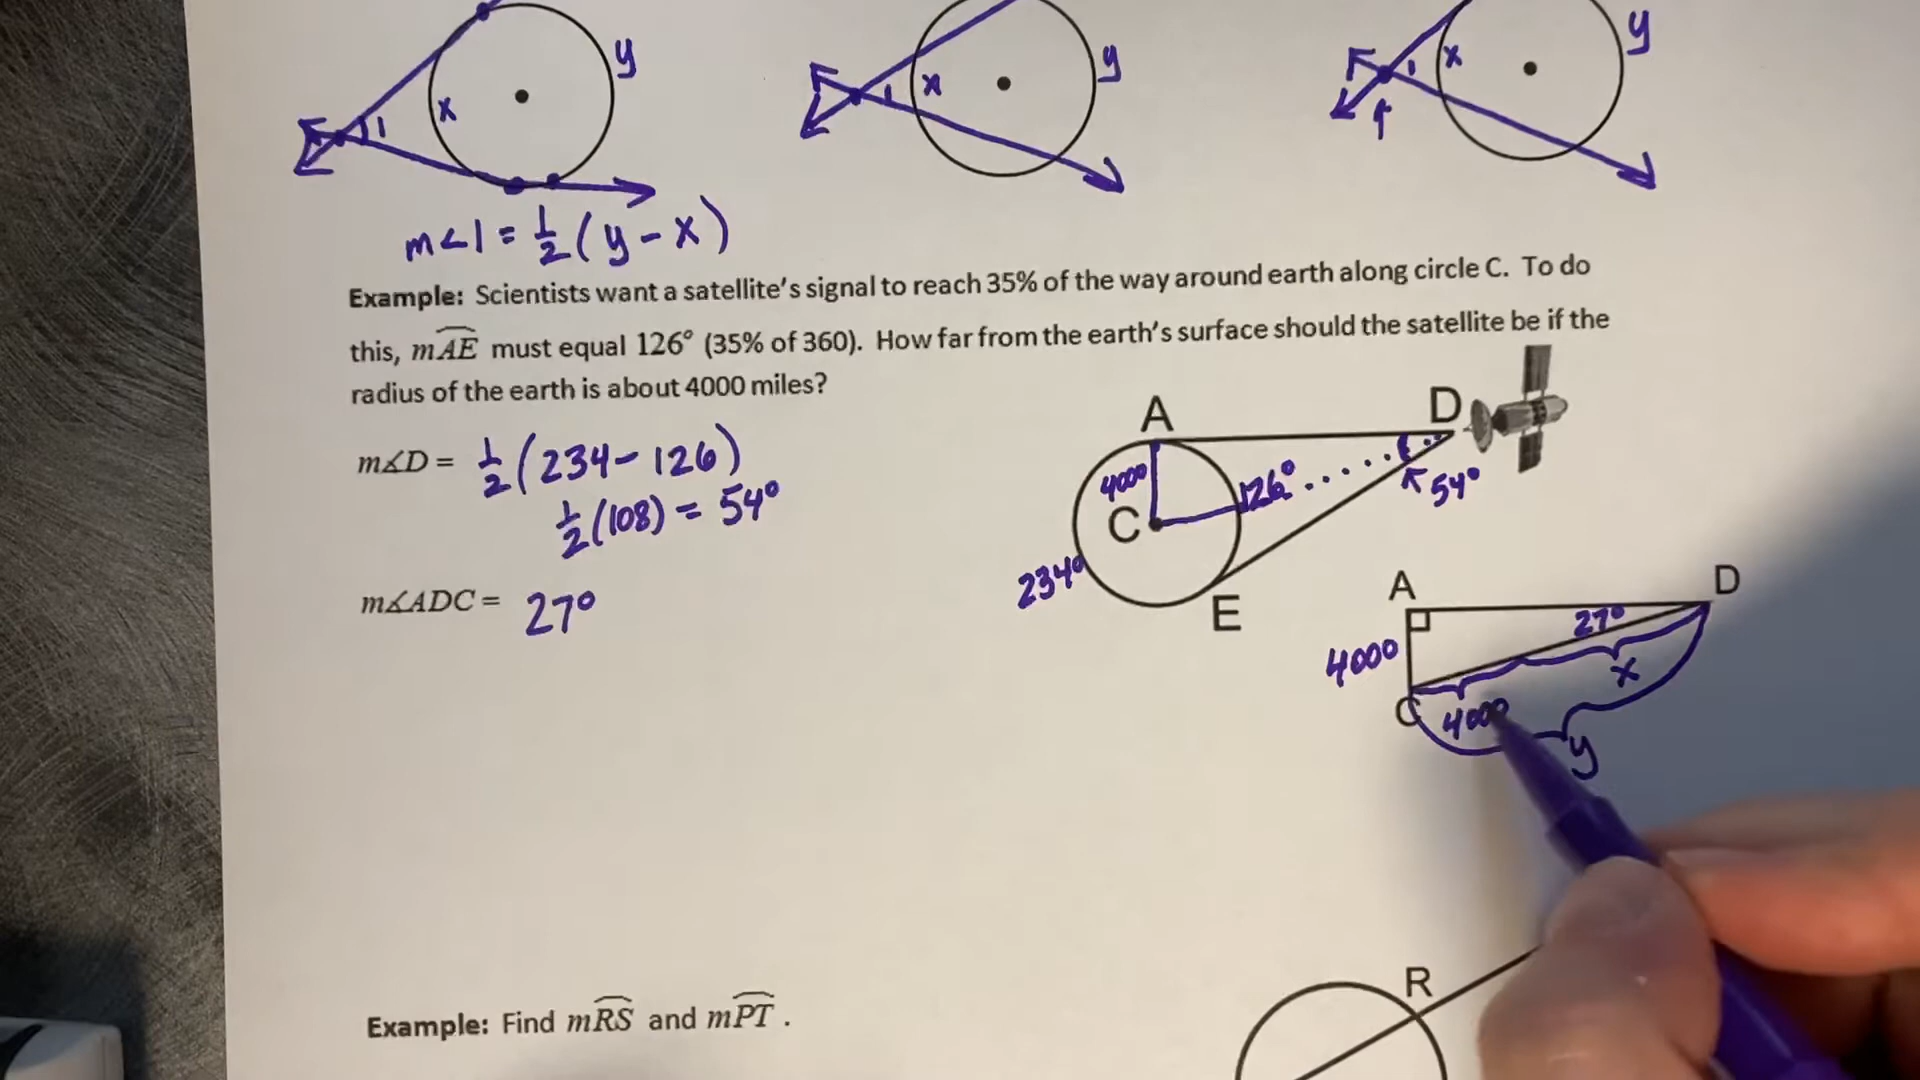 y
x
1
y
x
1
y
x
1
m∠1 = 1/2 (y - x)
Example: Scientists want a satellite's signal to reach 35% of the way around earth along circle C. To do
this, mAE must equal 126° (35% of 360). How far from the earth's surface should the satellite be if the
radius of the earth is about 4000 miles?
m∡D = 1/2 (234 - 126)
1/2 (108) = 54°
m∡ADC = 27°
A
D
4000
126°
54°
C
234°
E
A
D
27°
4000
x
C
4000
y
R
Example: Find mRS and mPT .